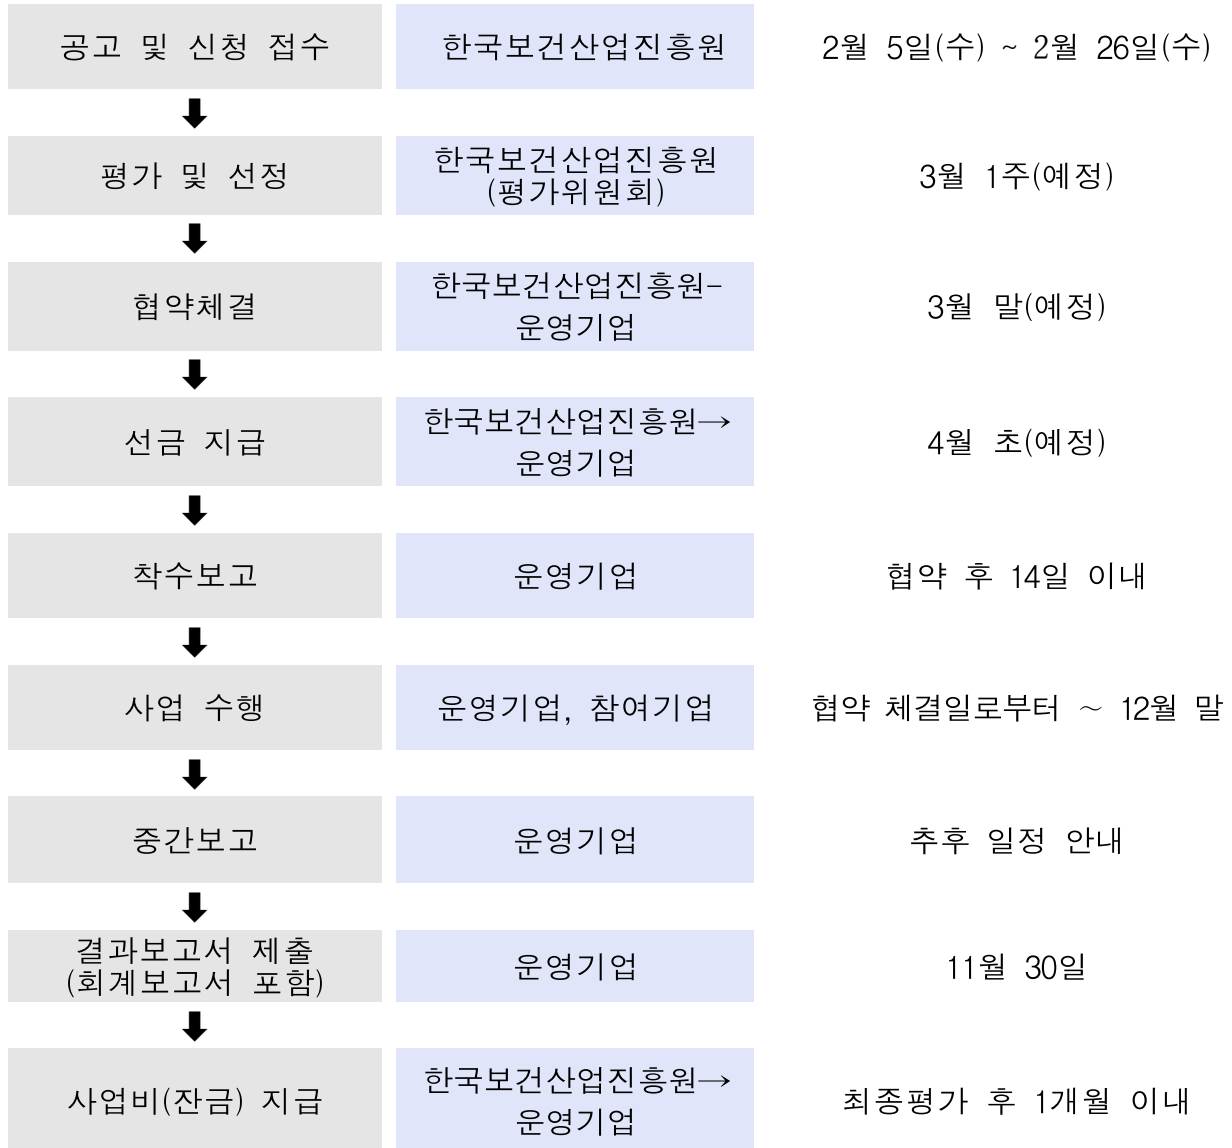 공고 및 신청 접수
한국보건산업진흥원
2월 5일(수) ~ 2월 26일(수)
평가 및 선정
한국보건산업진흥원
(평가위원회)
3월 1주(예정)
협약체결
한국보건산업진흥원-
운영기업
3월 말(예정)
선금 지급
한국보건산업진흥원→
운영기업
4월 초(예정)
착수보고
운영기업
협약 후 14일 이내
사업 수행
운영기업, 참여기업
협약 체결일로부터 ~ 12월 말
중간보고
운영기업
추후 일정 안내
결과보고서 제출
(회계보고서 포함)
운영기업
11월 30일
사업비(잔금) 지급
한국보건산업진흥원→
운영기업
최종평가 후 1개월 이내